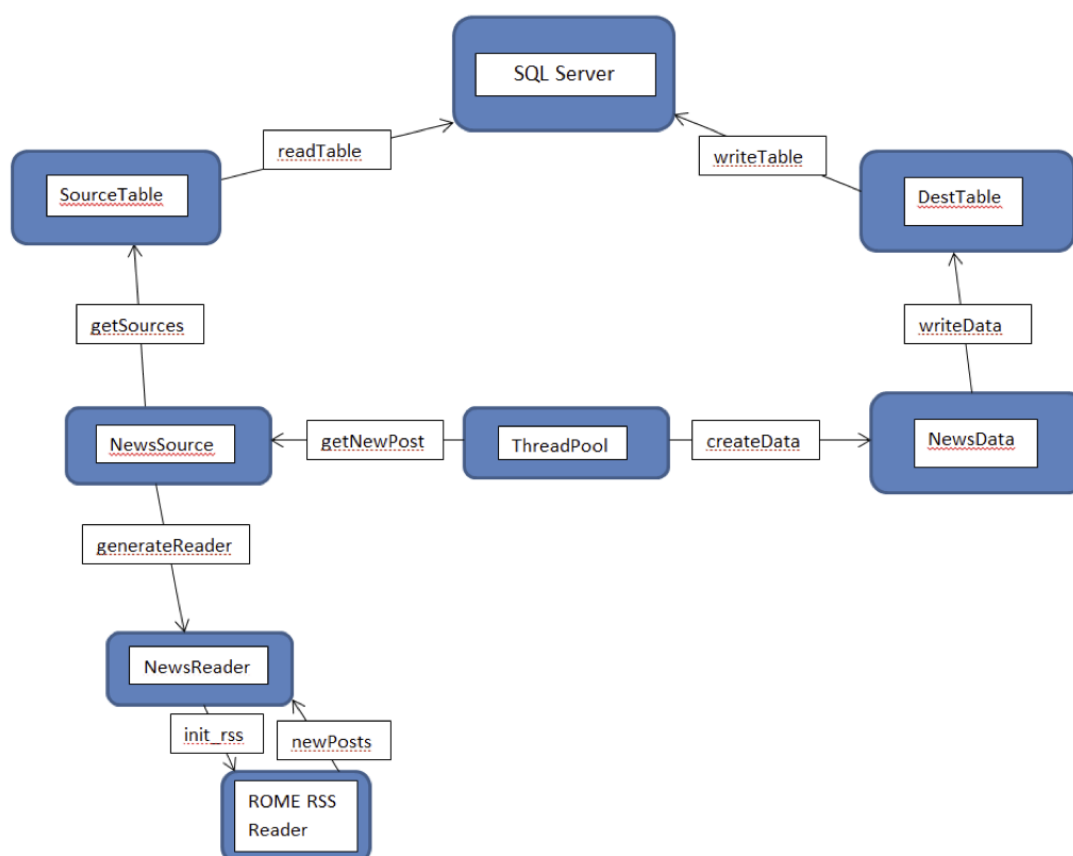 SQL Server
readTable
writeTable
SourceTable
DestTable
getSources
writeData
NewsSource
getNewPost
ThreadPool
createData
NewsData
generateReader
NewsReader
init_rss
newPosts
ROME RSS
Reader